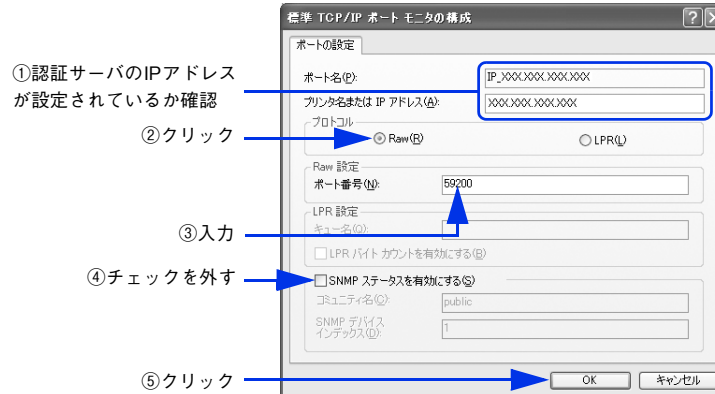 標準 TCP/IP ポート モニタの構成
ポートの設定
①認証サーバのIPアドレス
が設定されているか確認
ポート名(P):
IP_XXX.XXX.XXX.XXX
プリンタ名または IP アドレス(A):
XXX.XXX.XXX.XXX
プロトコル
②クリック
Raw(R)
LPR(L)
Raw 設定
ポート番号(N):
59200
LPR 設定
③入力
キュー名(Q):
LPR バイト カウントを有効にする(B)
④チェックを外す
SNMP ステータスを有効にする(S)
コミュニティ名(C):
public
SNMP デバイス
インデックス(D):
1
⑤クリック
OK
キャンセル